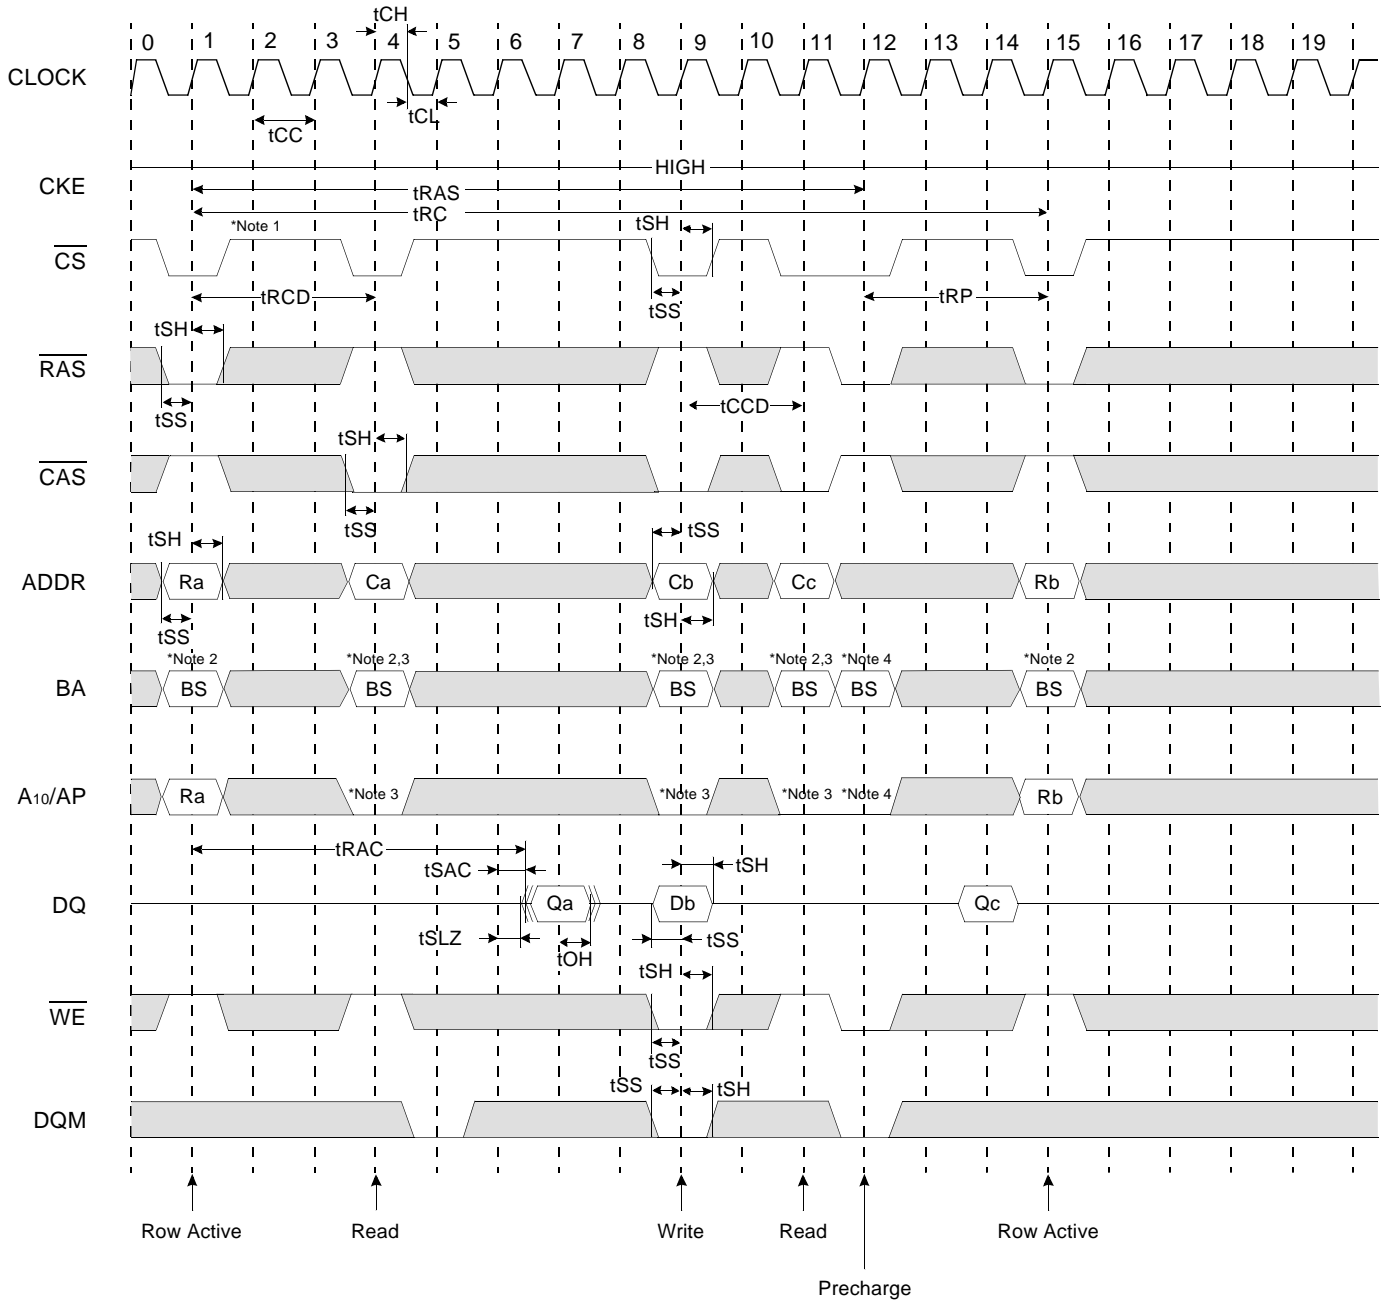 tCH
0 1 2 3 4 5 6 7 8 9 10 11 12 13 14 15 16 17 18 19
CLOCK
tCL
tCC
HIGH
CKE
tRAS
tRC
*Note 1
tSH
CS
tRCD
tSS
tRP
tSH
RAS
tSS
tCCD
tSH
CAS
tSS
tSH
tSS
ADDR
Ra Ca Cb Cc Rb
tSS
tSH
*Note 2 *Note 2,3 *Note 2,3 *Note 2,3 *Note 4 *Note 2
BA
BS BS BS BS BS BS
A10/AP
Ra *Note 3 *Note 3 *Note 3 *Note 4 Rb
tRAC
tSAC
tSH
DQ
Qa Db Qc
tSLZ
tOH
tSS
tSH
WE
tSS
tSS
tSH
DQM
Row Active Read Write Read Row Active
Precharge